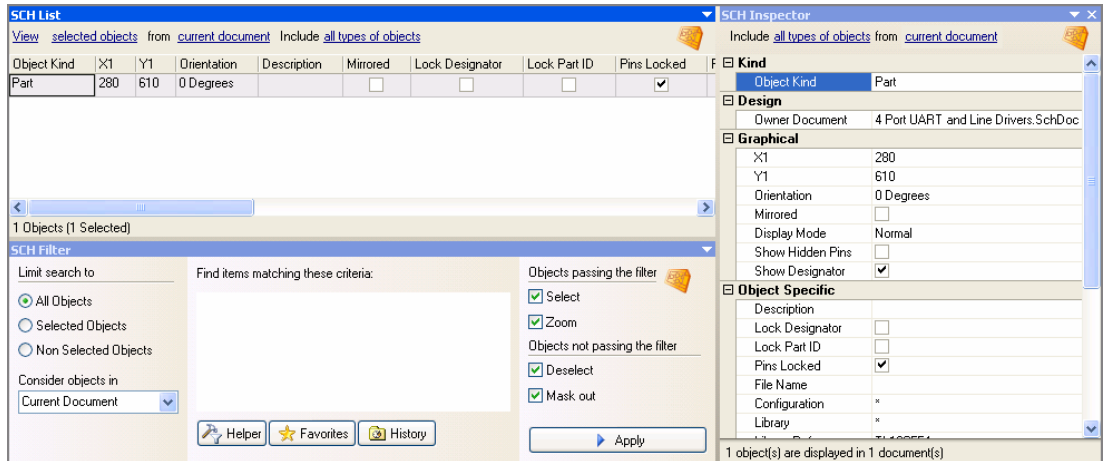 SCH List
View selected objects from current document Include all types of objects
Object Kind X1 Y1 Orientation Description Mirrored Lock Designator Lock Part ID Pins Locked
Part 280 610 0 Degrees
1 Objects (1 Selected)
SCH Filter
Limit search to
All Objects
Selected Objects
Non Selected Objects
Consider objects in
Current Document
Find items matching these criteria:
Helper Favorites History
Objects passing the filter
Select
Zoom
Objects not passing the filter
Deselect
Mask out
Apply
SCH Inspector
Include all types of objects from current document
Kind
Object Kind Part
Design
Owner Document 4 Port UART and Line Drivers.SchDoc
Graphical
X1 280
Y1 610
Orientation 0 Degrees
Mirrored
Display Mode Normal
Show Hidden Pins
Show Designator
Object Specific
Description
Lock Designator
Lock Part ID
Pins Locked
File Name
Configuration *
Library *
1 object(s) are displayed in 1 document(s)